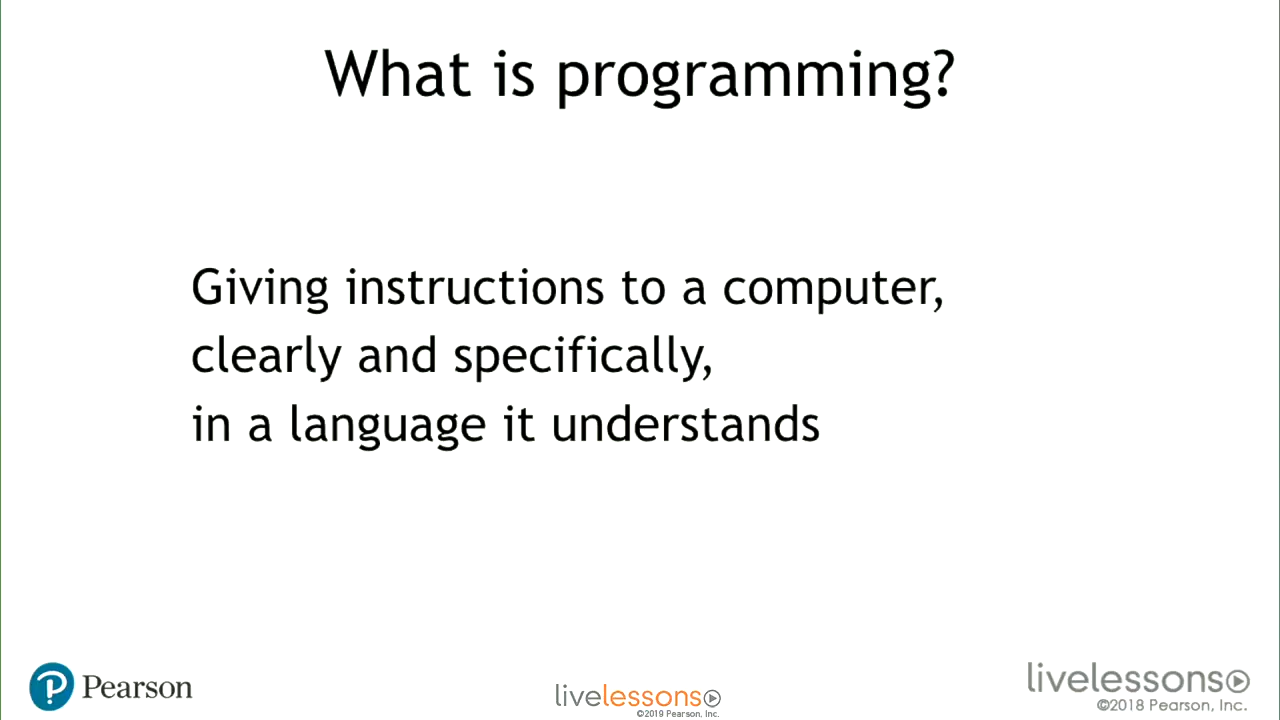 What is programming?
Giving instructions to a computer,
clearly and specifically,
in a language it understands
Pearson
livelessons
©2019 Pearson, Inc.
livelessons
©2018 Pearson, Inc.